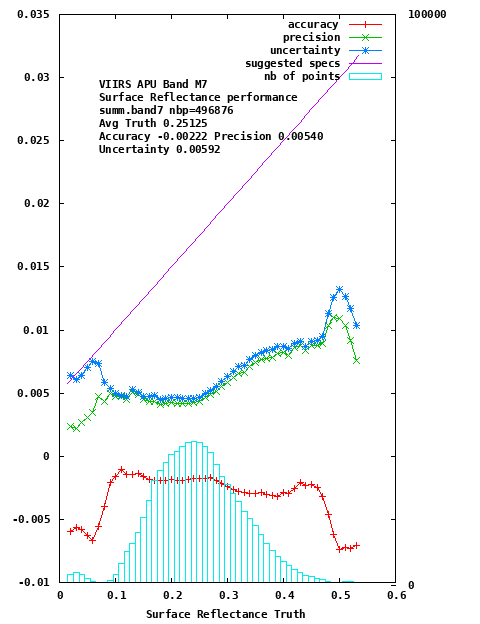 0.035
100000
accuracy
precision
uncertainty
suggested specs
nb of points
0.03
VIIRS APU Band M7
Surface Reflectance performance
summ.band7 nbp=496876
Avg Truth 0.25125
Accuracy -0.00222 Precision 0.00540
Uncertainty 0.00592
0.025
0.02
0.015
0.01
0.005
0
-0.005
-0.01
0
0 0.1 0.2 0.3 0.4 0.5 0.6
Surface Reflectance Truth